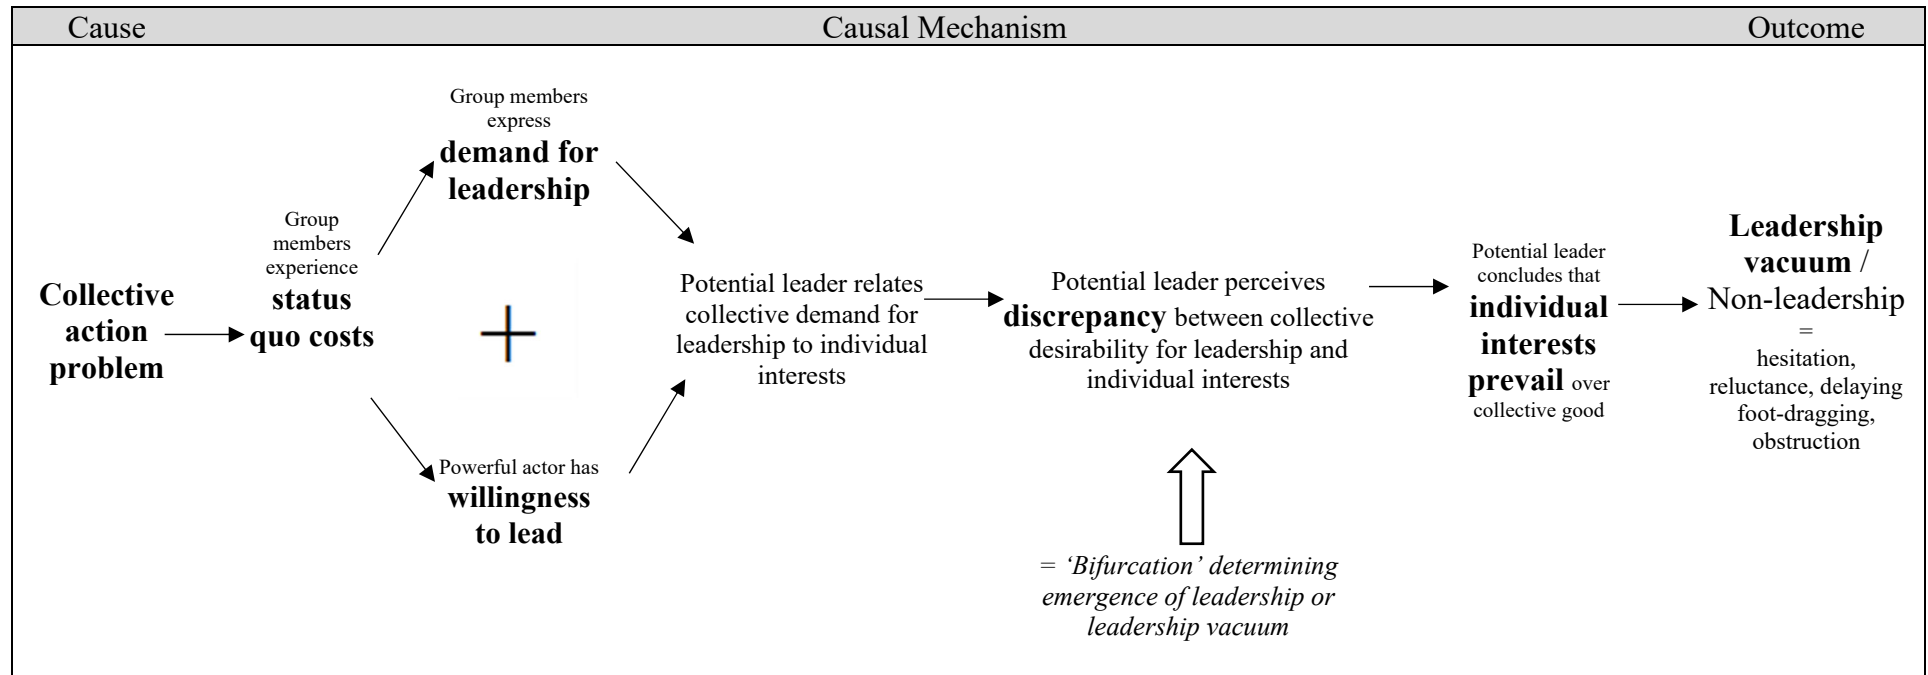 Cause
Causal Mechanism
Outcome
Collective
action
problem
Group
members
experience
status
quo costs
Group members
express
demand for
leadership
+
Powerful actor has
willingness
to lead
Potential leader relates
collective demand for
leadership to individual
interests
Potential leader perceives
discrepancy between collective
desirability for leadership and
individual interests
= ‘Bifurcation’ determining
emergence of leadership or
leadership vacuum
Potential leader
concludes that
individual
interests
prevail over
collective good
Leadership
vacuum /
Non-leadership
=
hesitation,
reluctance, delaying
foot-dragging,
obstruction